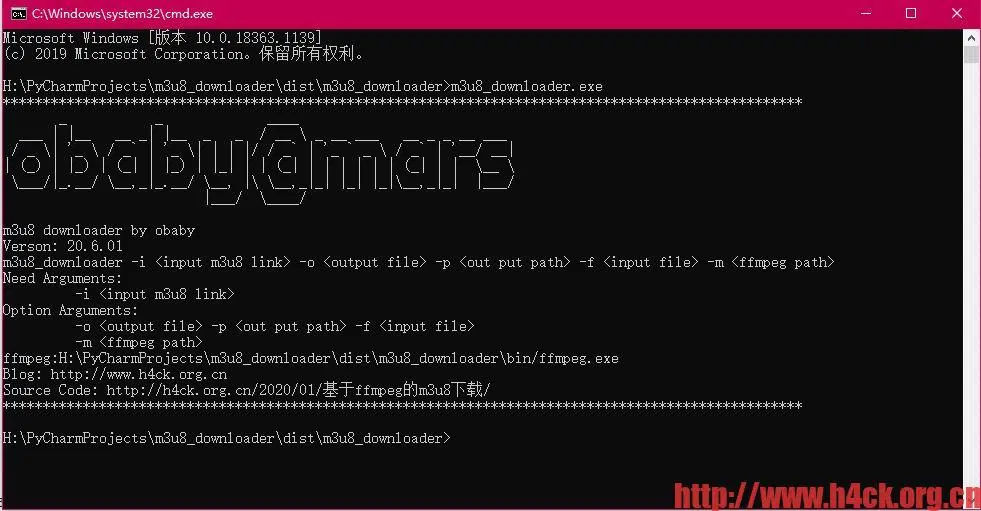 C:\Windows\system32\cmd.exe
Microsoft Windows [版本 10.0.18363.1139]
(c) 2019 Microsoft Corporation。保留所有权利。
H:\PyCharmProjects\m3u8_downloader\dist\m3u8_downloader>m3u8_downloader.exe
****************************************************************************************************
obaby@mars
m3u8 downloader by obaby
Verson: 20.6.01
m3u8_downloader -i <input m3u8 link> -o <output file> -p <out put path> -f <input file> -m <ffmpeg path>
Need Arguments:
-i <input m3u8 link>
Option Arguments:
-o <output file> -p <out put path> -f <input file>
-m <ffmpeg path>
ffmpeg:H:\PyCharmProjects\m3u8_downloader\dist\m3u8_downloader\bin/ffmpeg.exe
Blog: http://www.h4ck.org.cn
Source Code: http://h4ck.org.cn/2020/01/基于ffmpeg的m3u8下载/
****************************************************************************************************
H:\PyCharmProjects\m3u8_downloader\dist\m3u8_downloader>
http://www.h4ck.org.cn